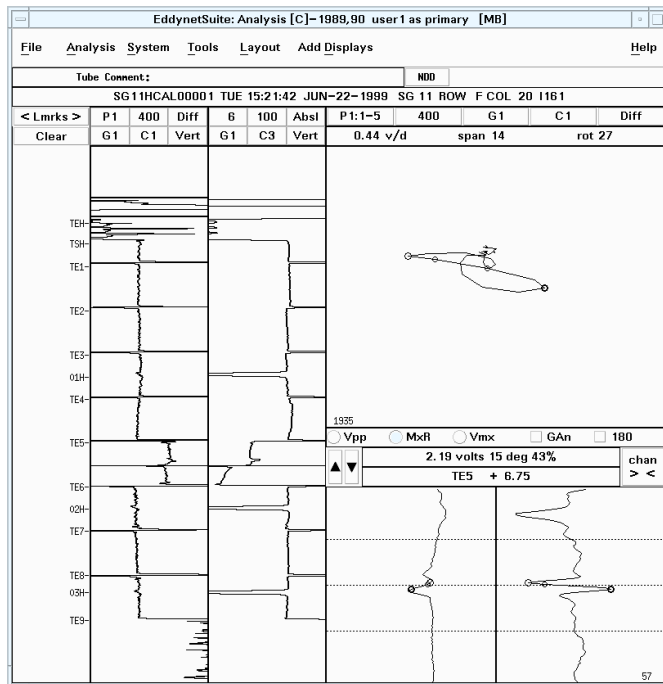 EddynetSuite: Analysis [C]-1989,90 user1 as primary [MB]
File Analysis System Tools Layout Add Displays Help
Tube Comment: NDD
SG11HCAL00001 TUE 15:21:42 JUN-22-1999 SG 11 ROW F COL 20 I161
< Lmrks > P1 400 Diff 6 100 Absl P1:1-5 400 G1 C1 Diff
Clear G1 C1 Vert G1 C3 Vert 0.44 v/d span 14 rot 27
TEH
TSH
TE1
TE2
TE3
01H
TE4
1935
TE5
Vpp MxR Vmx GAn 180
2.19 volts 15 deg 43% chan
TE5 + 6.75 > <
TE6
02H
TE7
TE8
03H
TE9
57